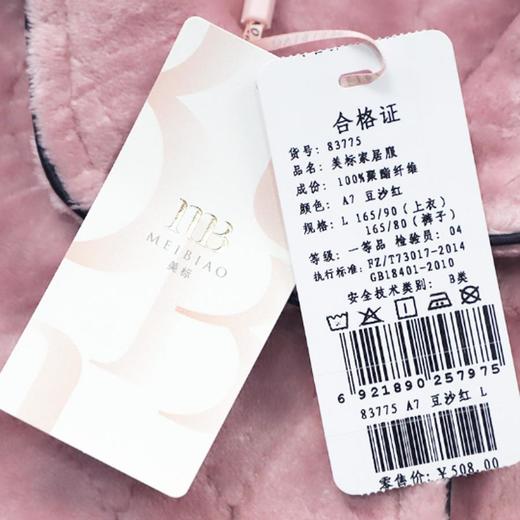 MB
MEIBIAO
美标
合格证
货号: 83775
品名: 美标家居服
成份: 100%聚酯纤维
颜色: A7 豆沙红
规格: L 165/90(上衣)
165/80(裤子)
等级: 一等品 检验员: 04
执行标准: FZ/T73017-2014
GB18401-2010
安全技术类别: B类
6 921890 257975
83775 A7 豆沙红 L
零售价: ¥508.00